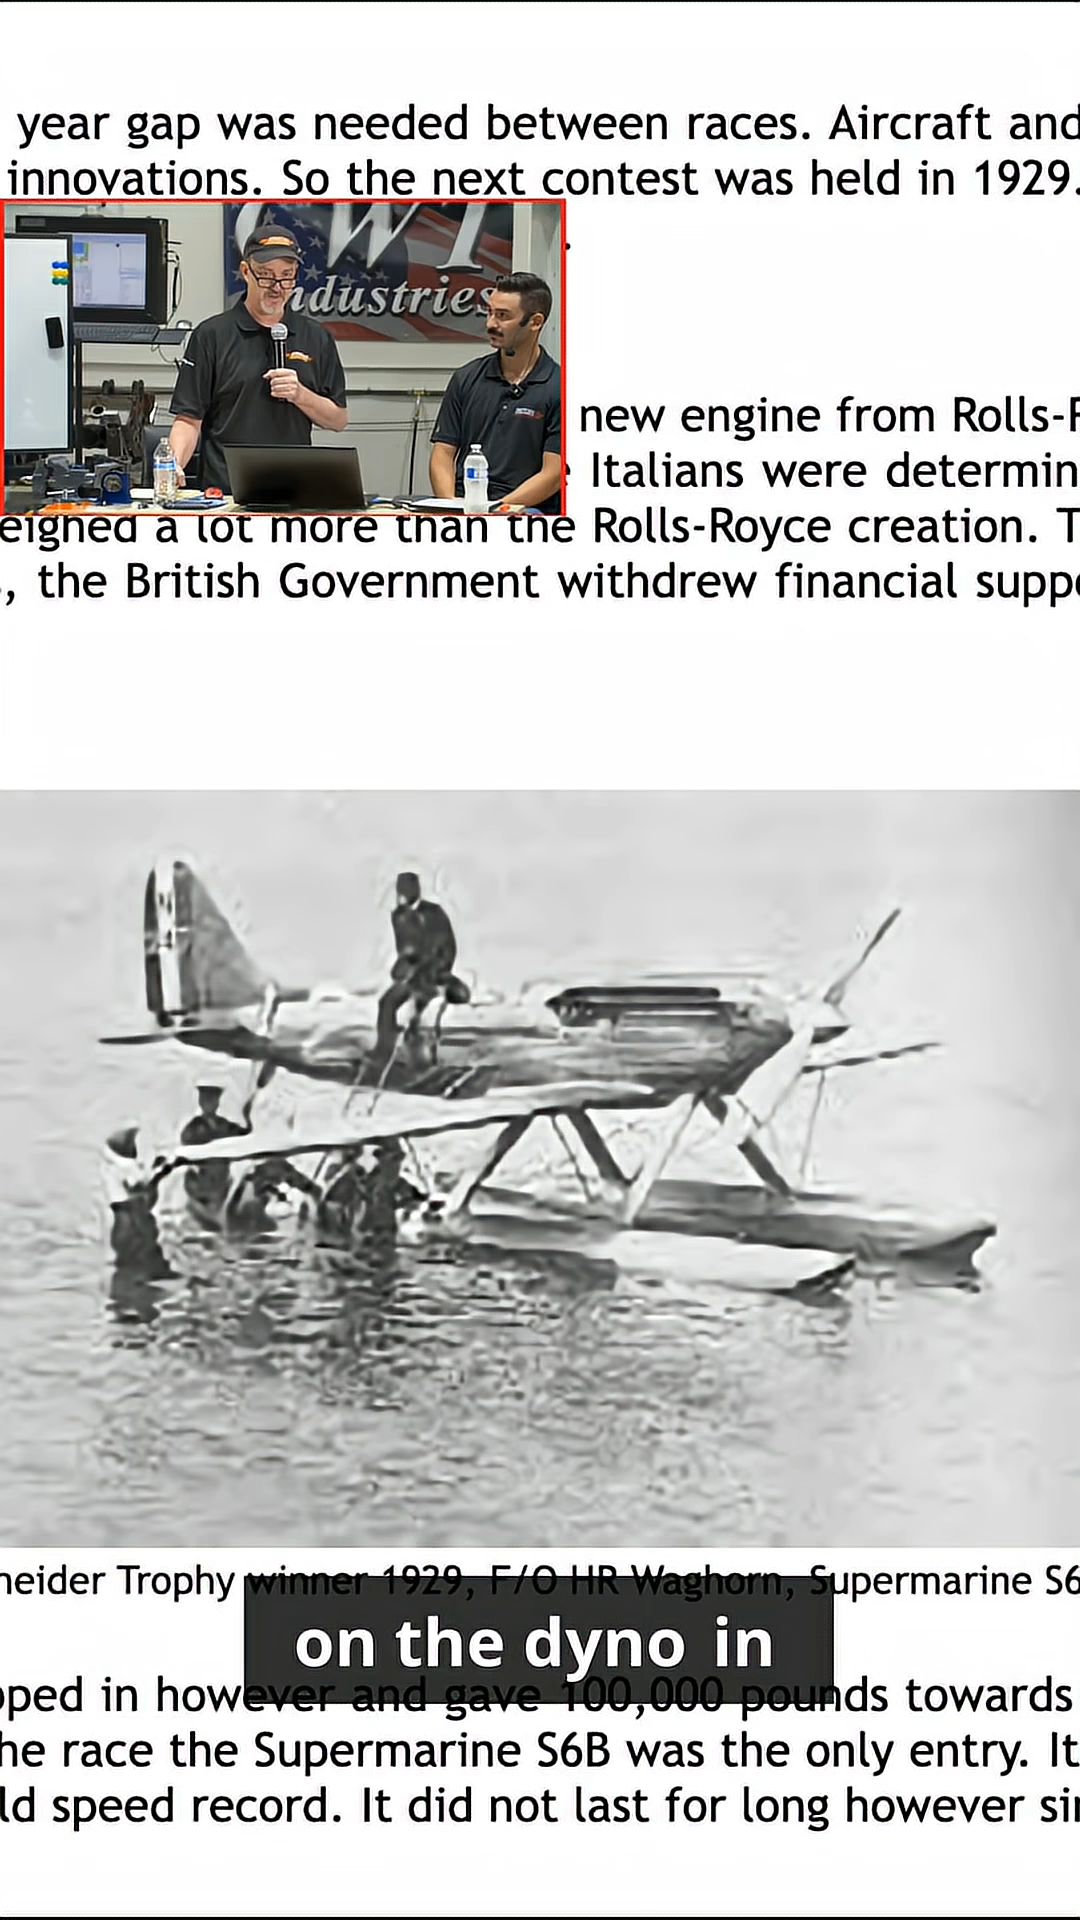 year gap was needed between races. Aircraft and
innovations. So the next contest was held in 1929.
CWT
Industries
new engine from Rolls-R
Italians were determin
eighed a lot more than the Rolls-Royce creation. T
, the British Government withdrew financial suppo
neider Trophy winner 1929, F/O HR Waghorn, Supermarine S6
on the dyno in
pped in however and gave 100,000 pounds towards
he race the Supermarine S6B was the only entry. It
ld speed record. It did not last for long however sin